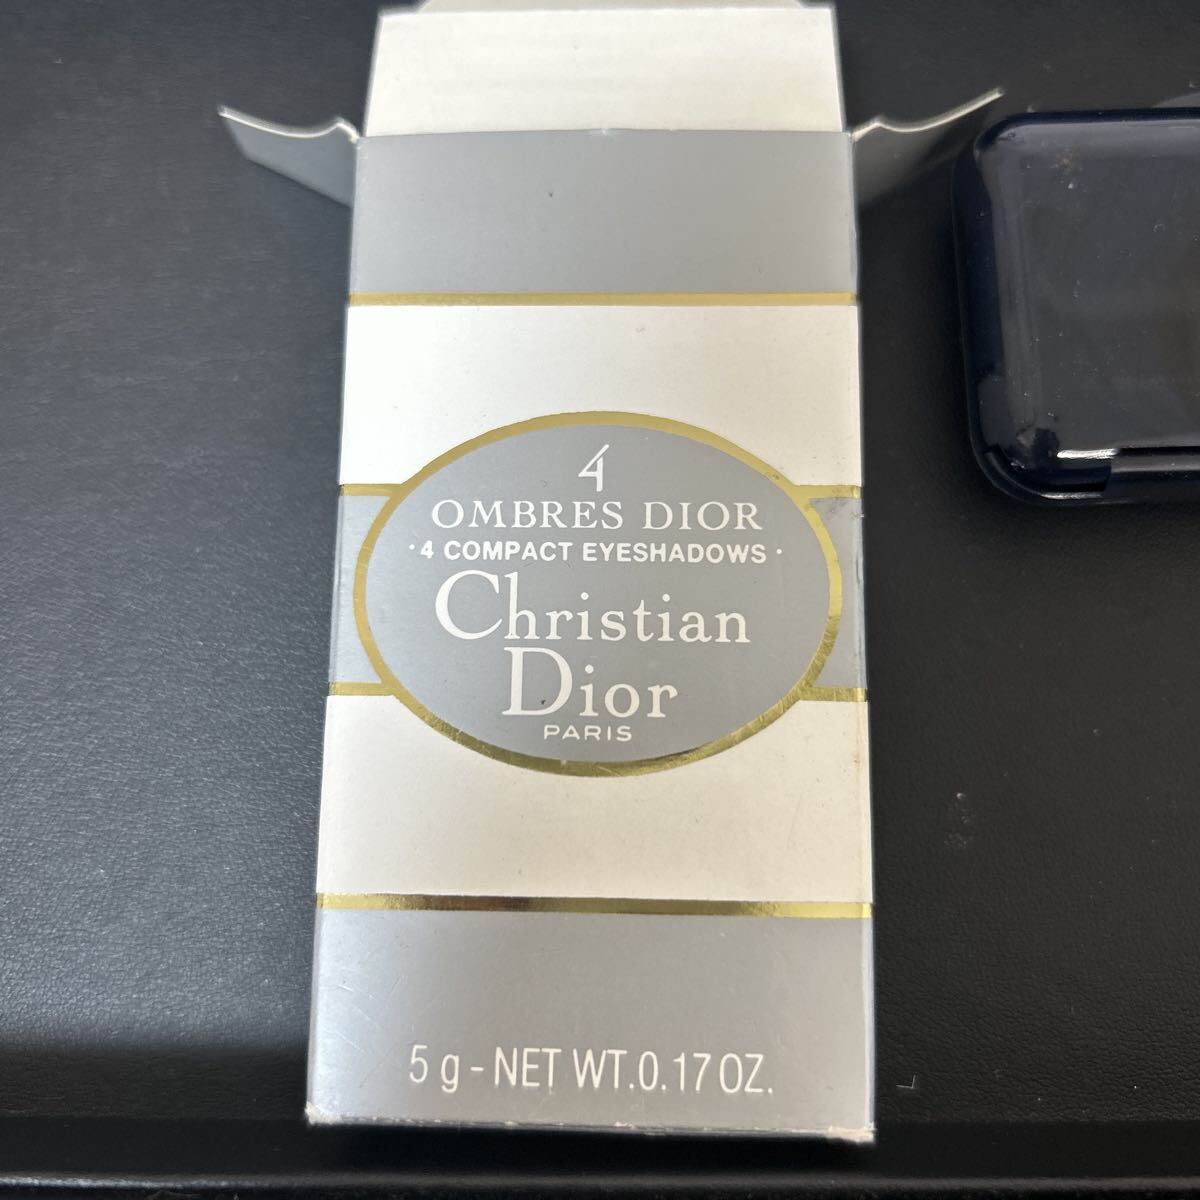 4
OMBRES DIOR
· 4 COMPACT EYESHADOWS ·
Christian
Dior
PARIS
5 g - NET WT. 0.17 OZ.